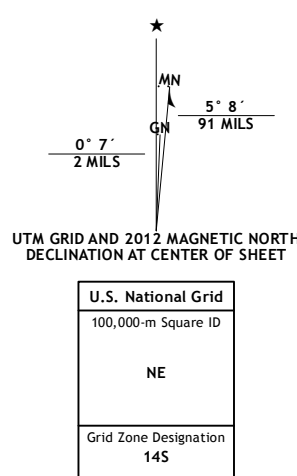 ★
MN
GN
5° 8´
91 MILS
0° 7´
2 MILS
UTM GRID AND 2012 MAGNETIC NORTH
DECLINATION AT CENTER OF SHEET
U.S. National Grid
100,000-m Square ID
NE
Grid Zone Designation
14S